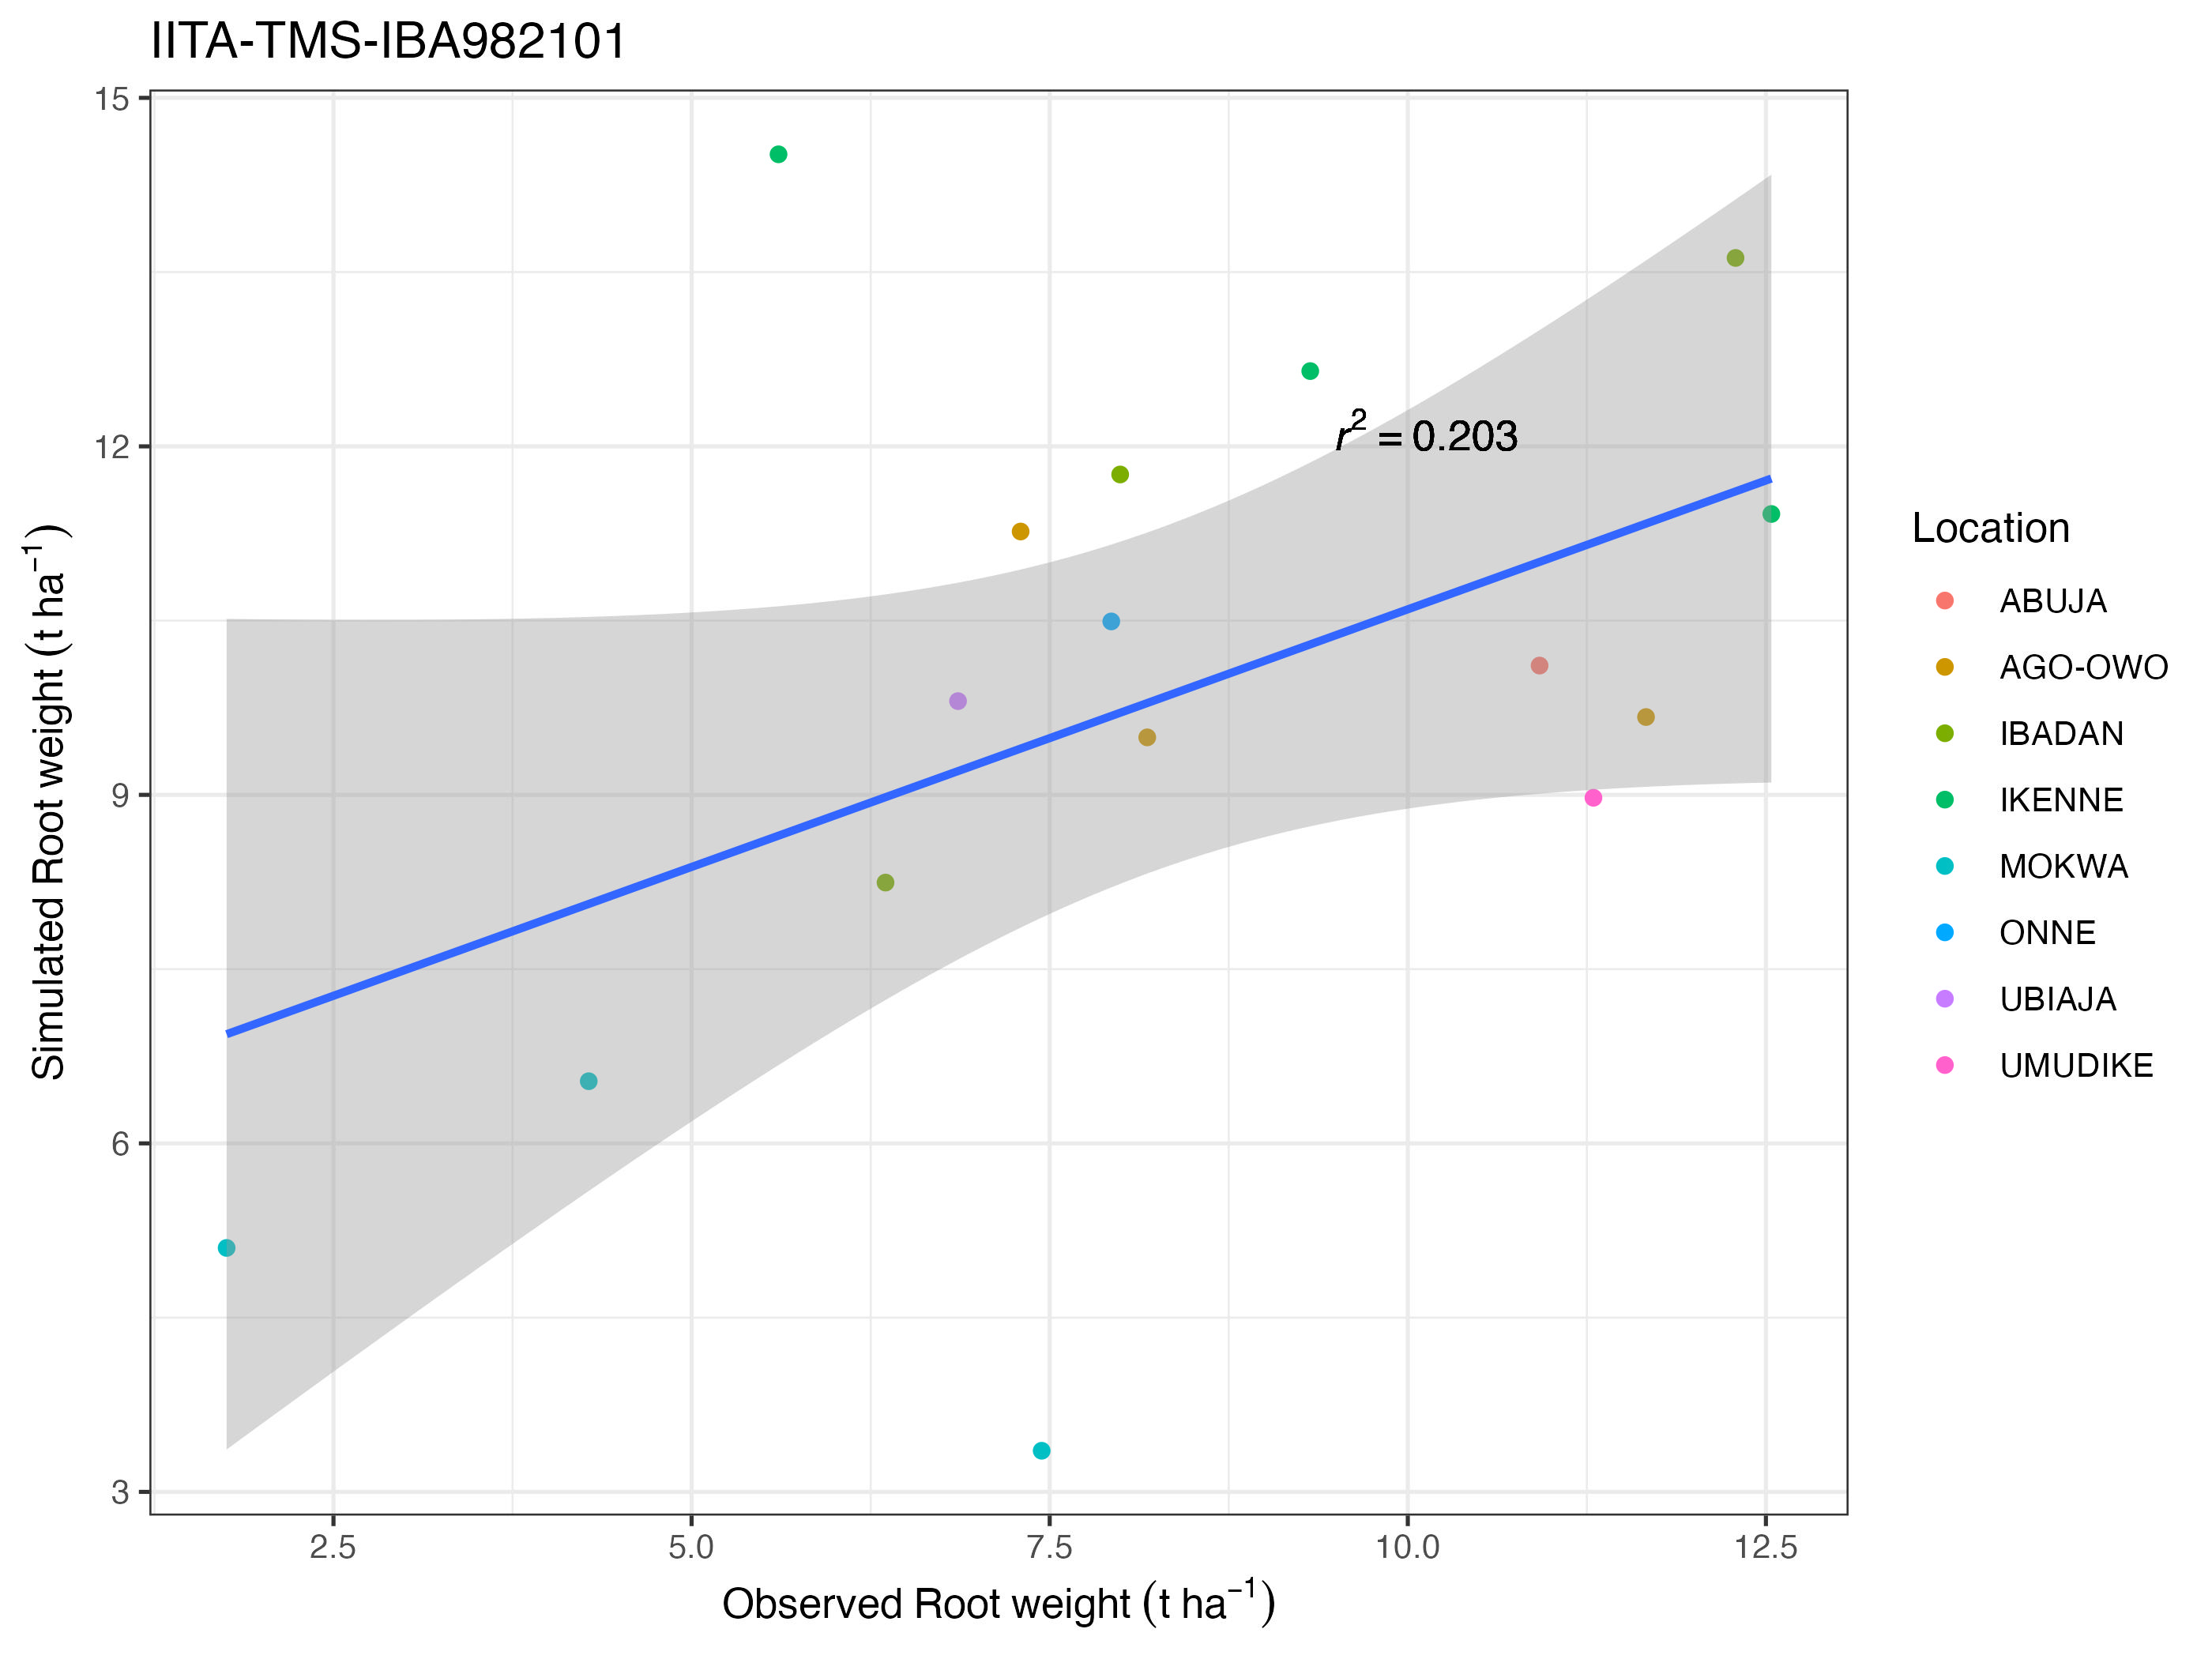 IITA-TMS-IBA982101
15
12
9
6
3
Simulated Root weight (t ha⁻¹)
r² = 0.203
2.5 5.0 7.5 10.0 12.5
Observed Root weight (t ha⁻¹)
Location
ABUJA
AGO-OWO
IBADAN
IKENNE
MOKWA
ONNE
UBIAJA
UMUDIKE